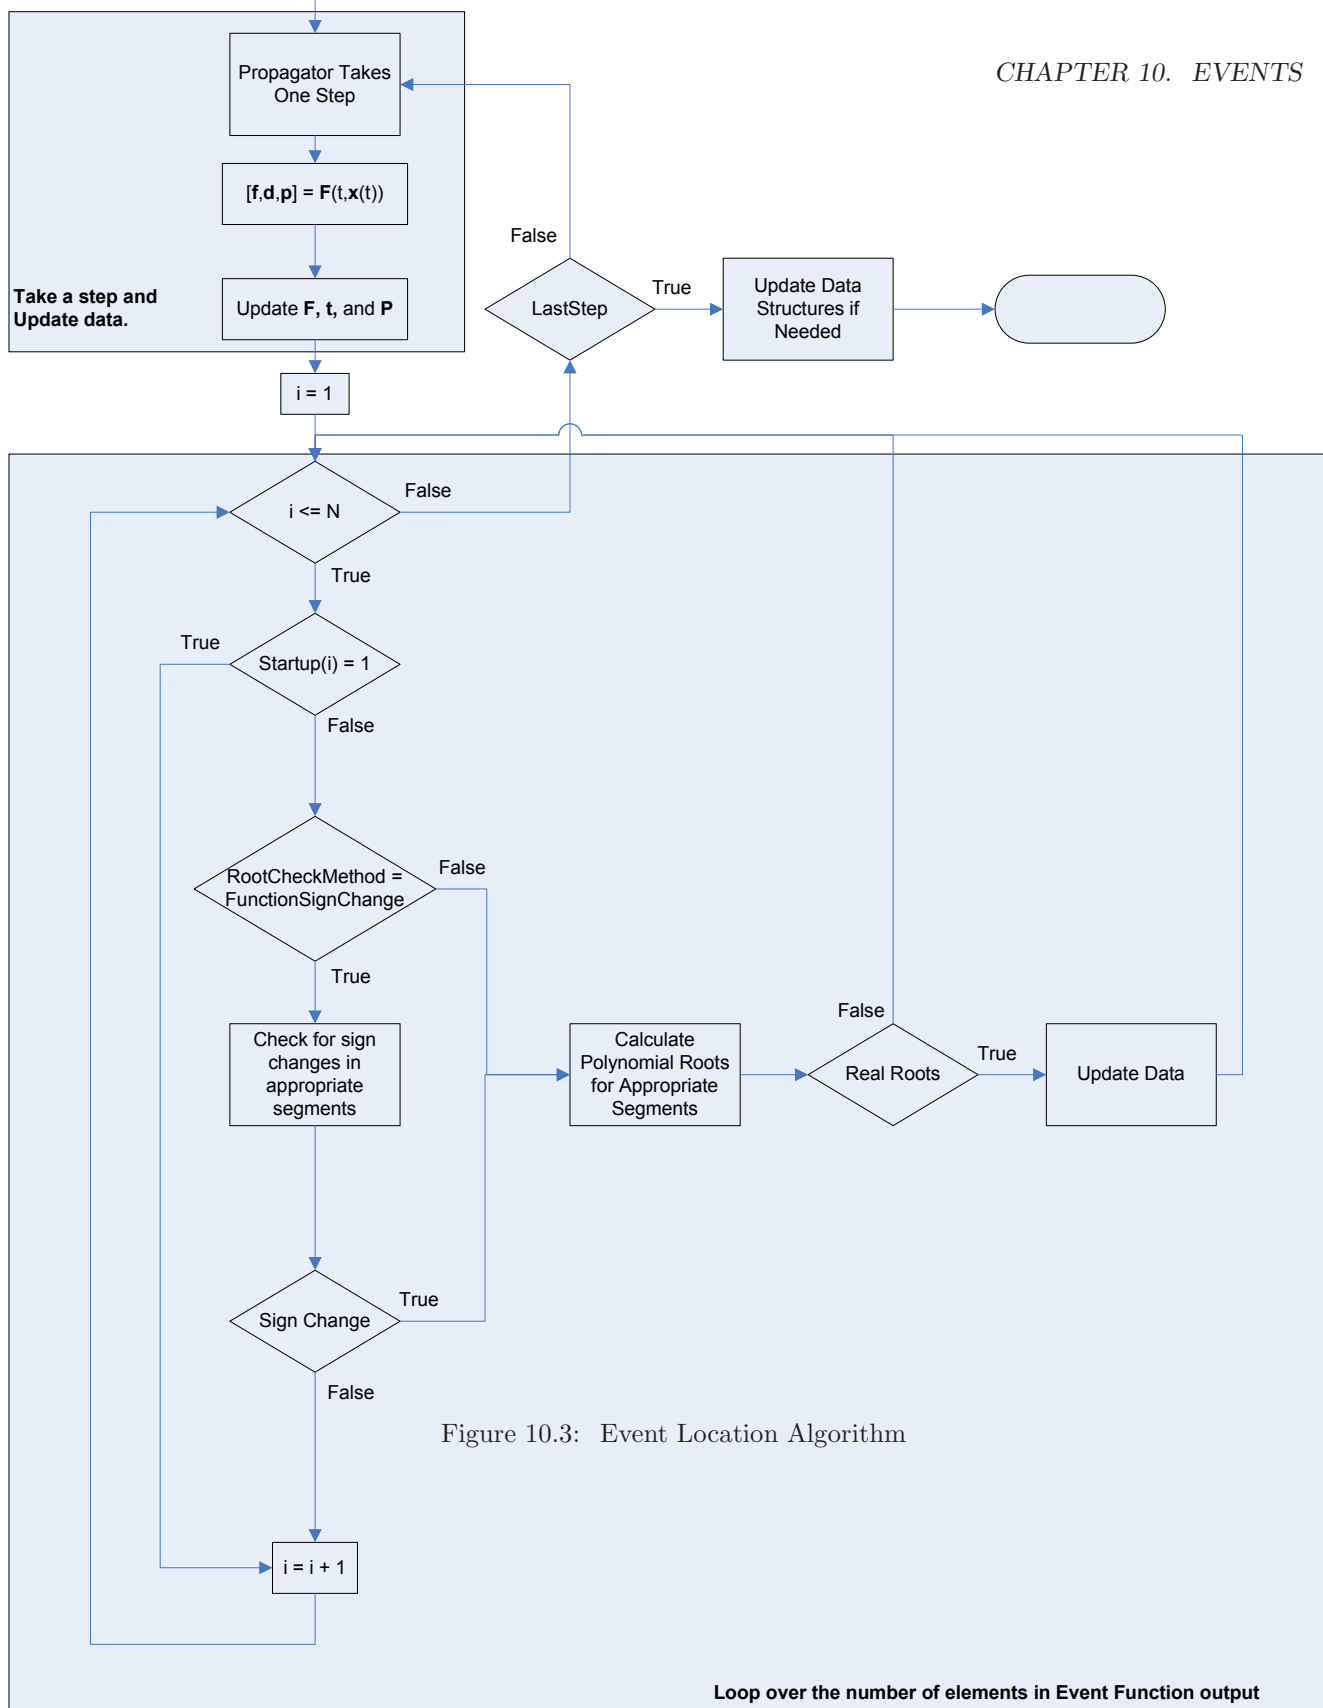 CHAPTER 10. EVENTS
Propagator Takes
One Step
[f,d,p] = F(t,x(t))
Update F, t, and P
Take a step and
Update data.
i = 1
False
LastStep
True
Update Data
Structures if
Needed
i <= N
False
True
True
Startup(i) = 1
False
RootCheckMethod =
FunctionSignChange
False
True
Check for sign
changes in
appropriate
segments
Calculate
Polynomial Roots
for Appropriate
Segments
False
Real Roots
True
Update Data
Sign Change
True
False
Figure 10.3: Event Location Algorithm
i = i + 1
Loop over the number of elements in Event Function output